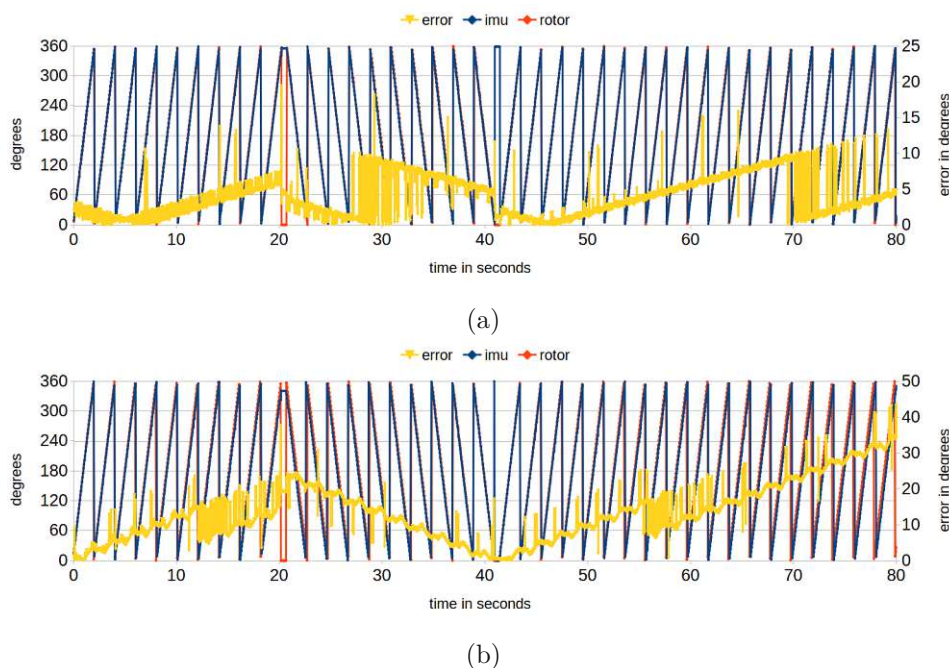 error imu rotor
360 25
300 20
240
15
180
10
120
60 5
0 0
degrees
error in degrees
0 10 20 30 40 50 60 70 80
time in seconds
(a)
error imu rotor
360 50
300 40
240
30
180
20
120
60 10
0 0
degrees
error in degrees
0 10 20 30 40 50 60 70 80
time in seconds
(b)